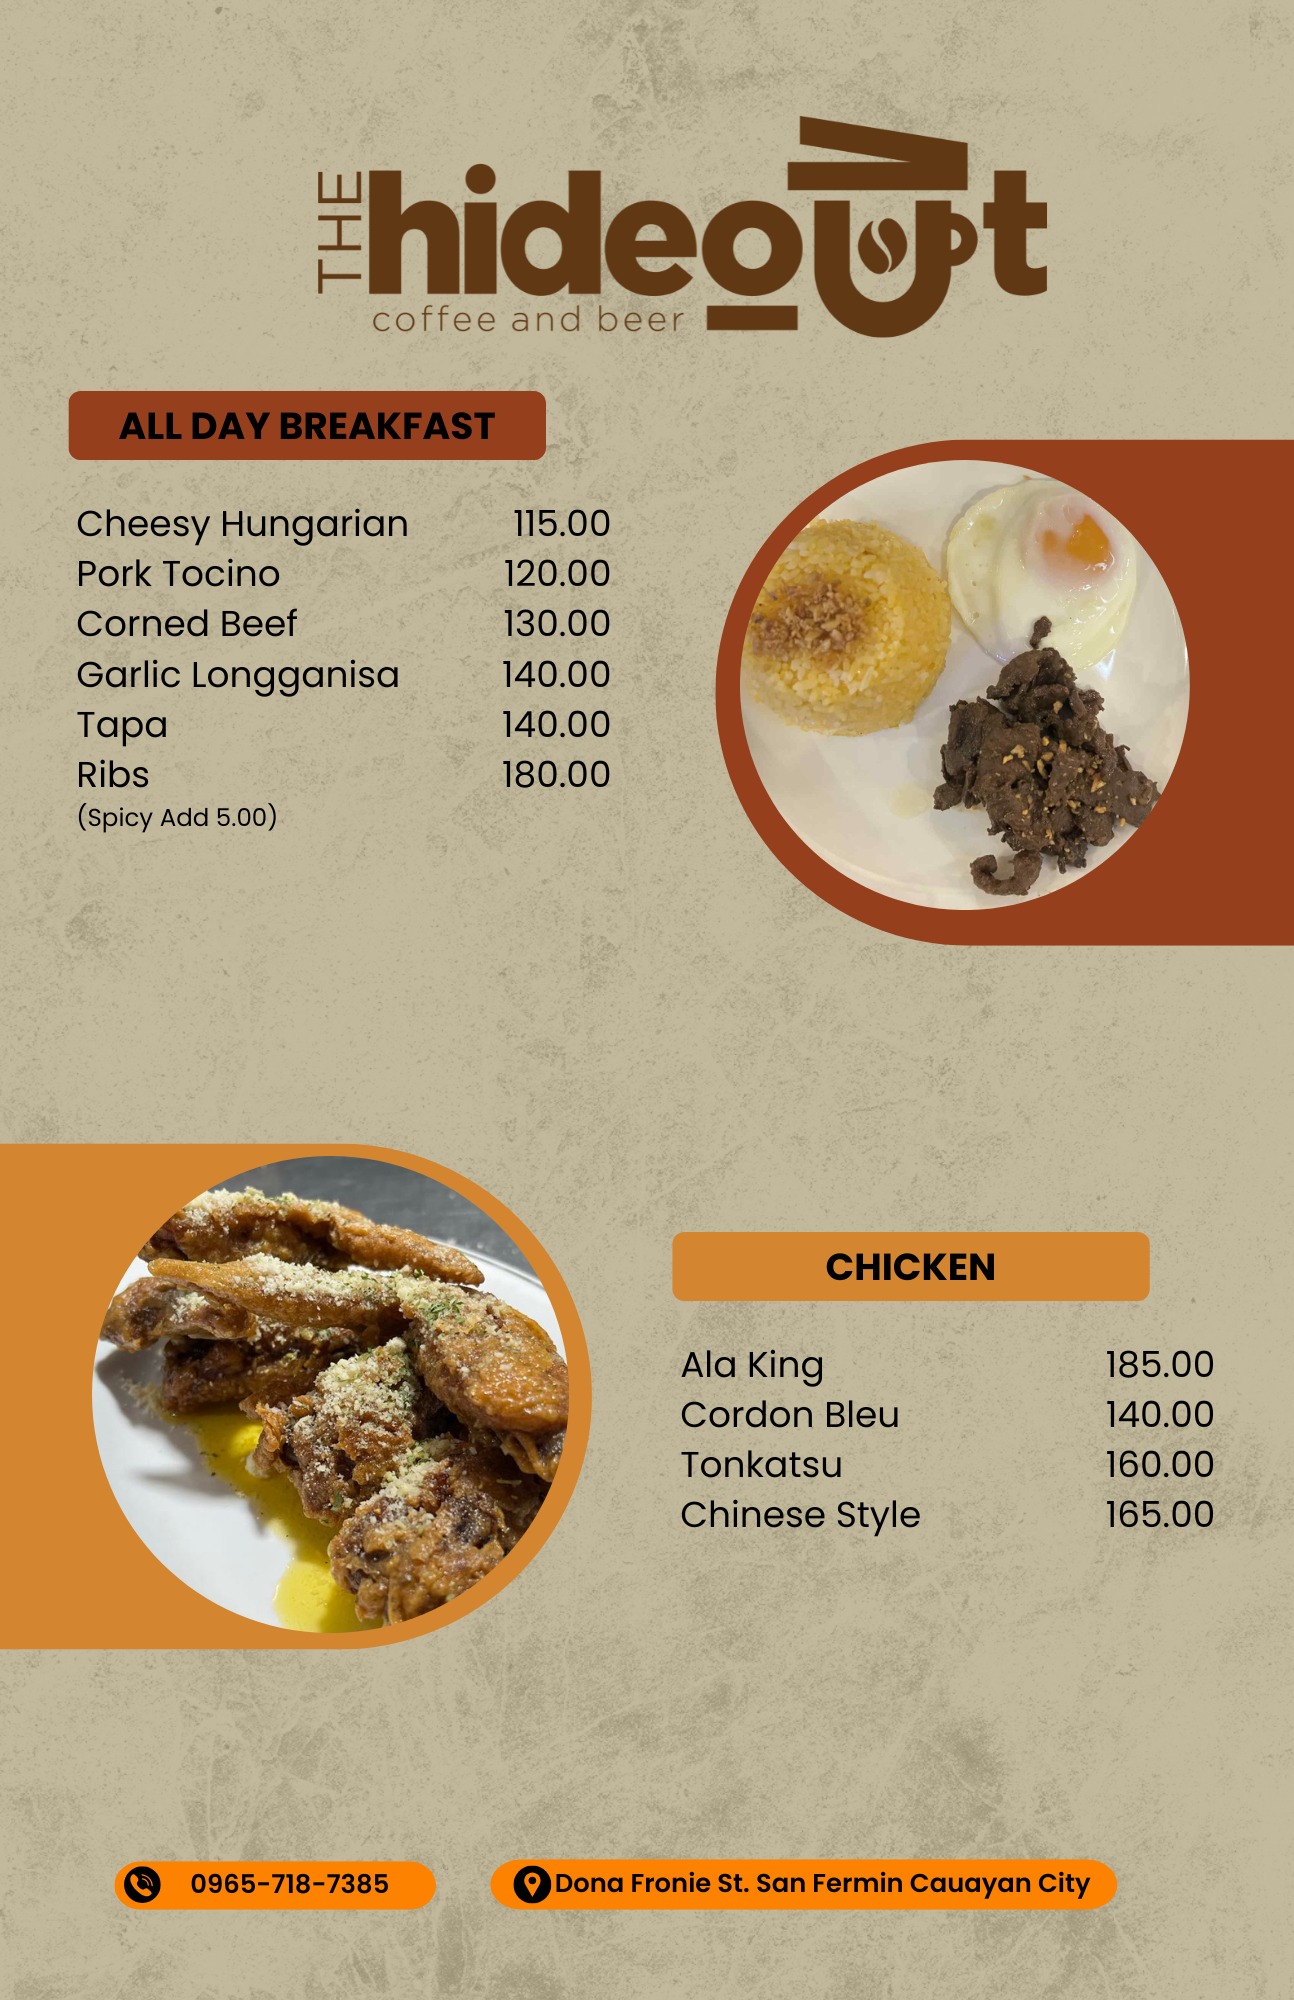 THE hideout
coffee and beer
ALL DAY BREAKFAST
Cheesy Hungarian 115.00
Pork Tocino 120.00
Corned Beef 130.00
Garlic Longganisa 140.00
Tapa 140.00
Ribs 180.00
(Spicy Add 5.00)
CHICKEN
Ala King 185.00
Cordon Bleu 140.00
Tonkatsu 160.00
Chinese Style 165.00
0965-718-7385
Dona Fronie St. San Fermin Cauayan City